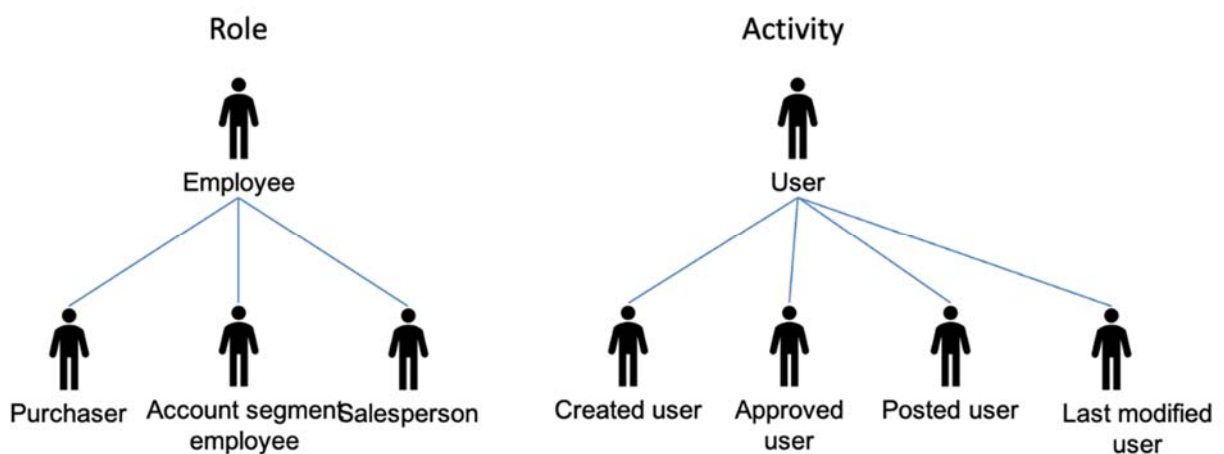 Role
Activity
Employee
User
Purchaser
Account segment
employee
Salesperson
Created user
Approved
user
Posted user
Last modified
user